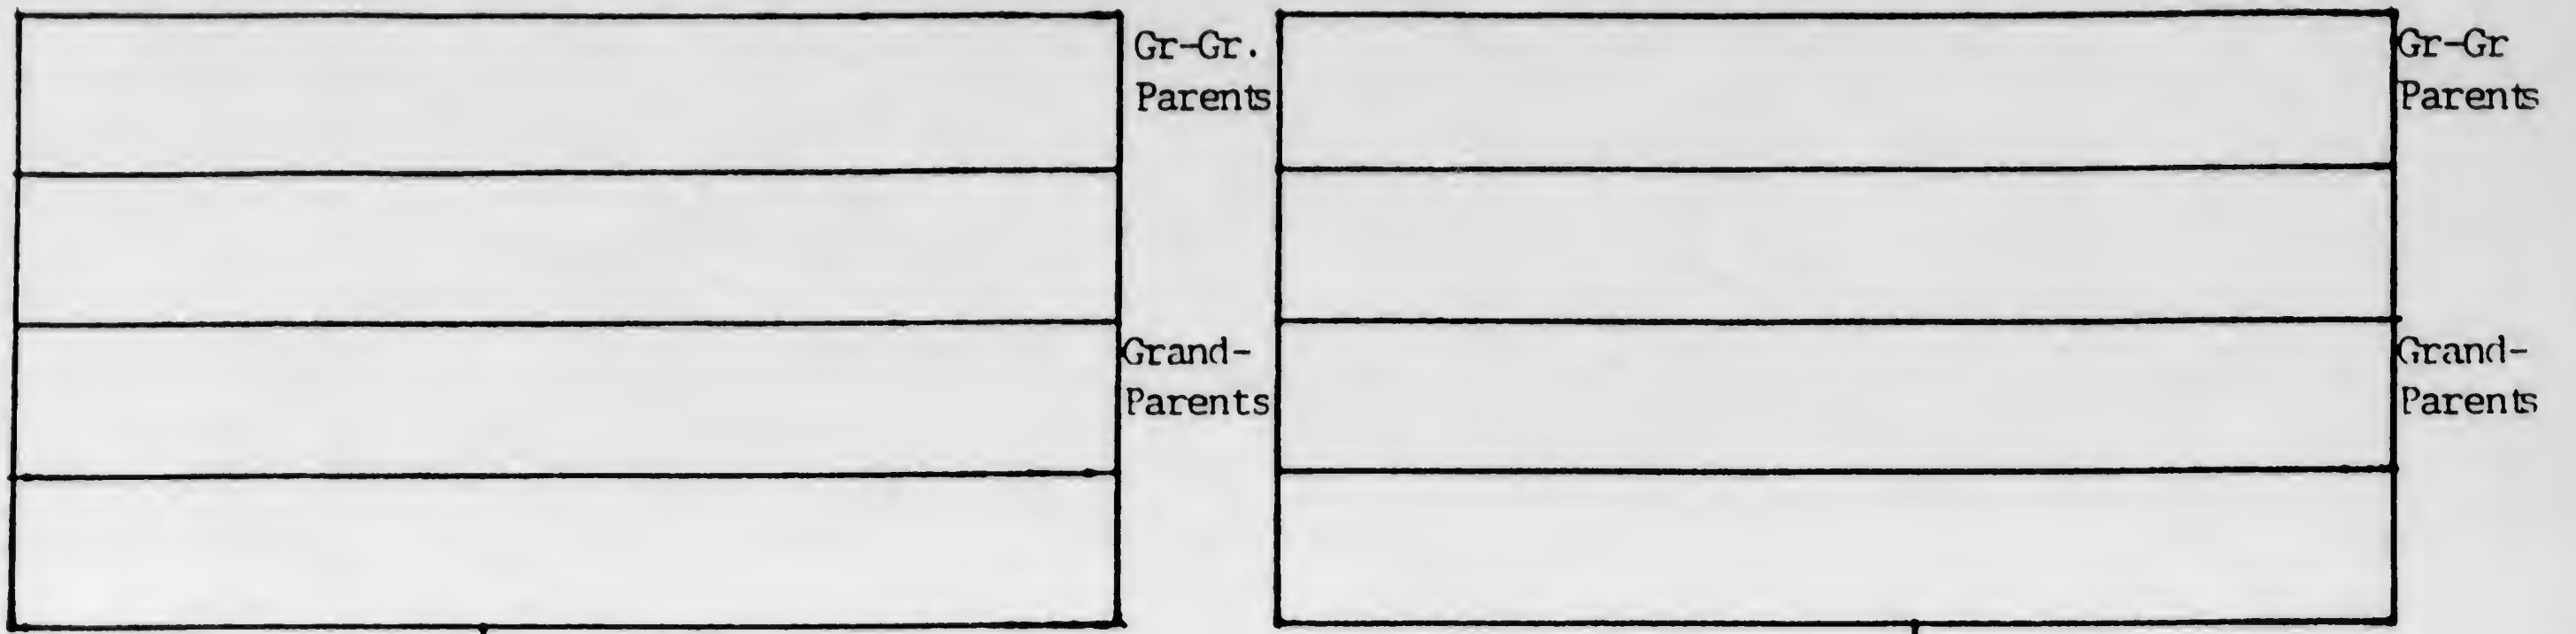 Gr-Gr.
Parents
Gr-Gr
Parents
Grand-
Parents
Grand-
Parents